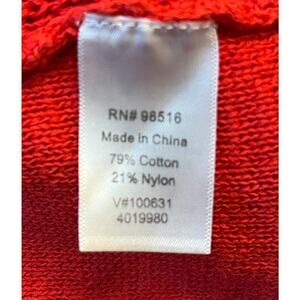 RN# 98516
Made in China
79% Cotton
21% Nylon
V#100631
4019980